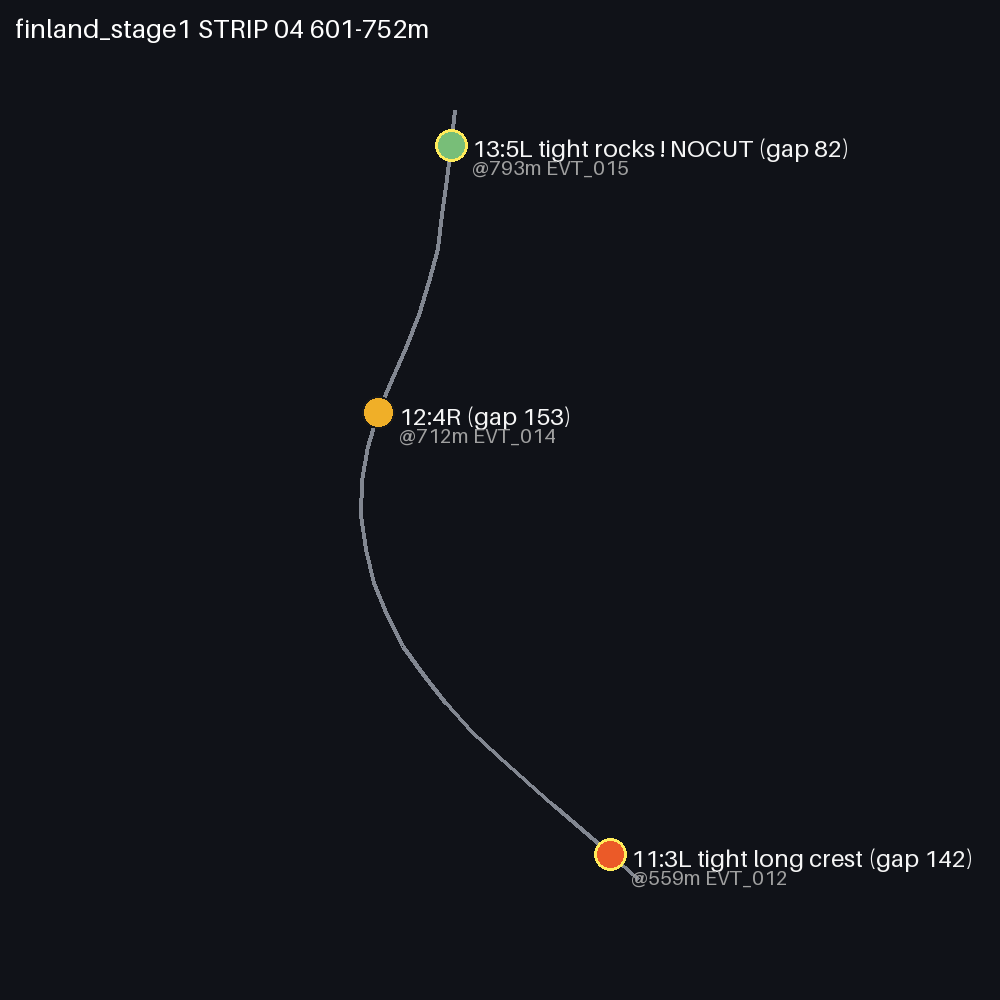 finland_stage1 STRIP 04 601-752m
13:5L tight rocks ! NOCUT (gap 82)
@793m EVT_015
12:4R (gap 153)
@712m EVT_014
11:3L tight long crest (gap 142)
@559m EVT_012